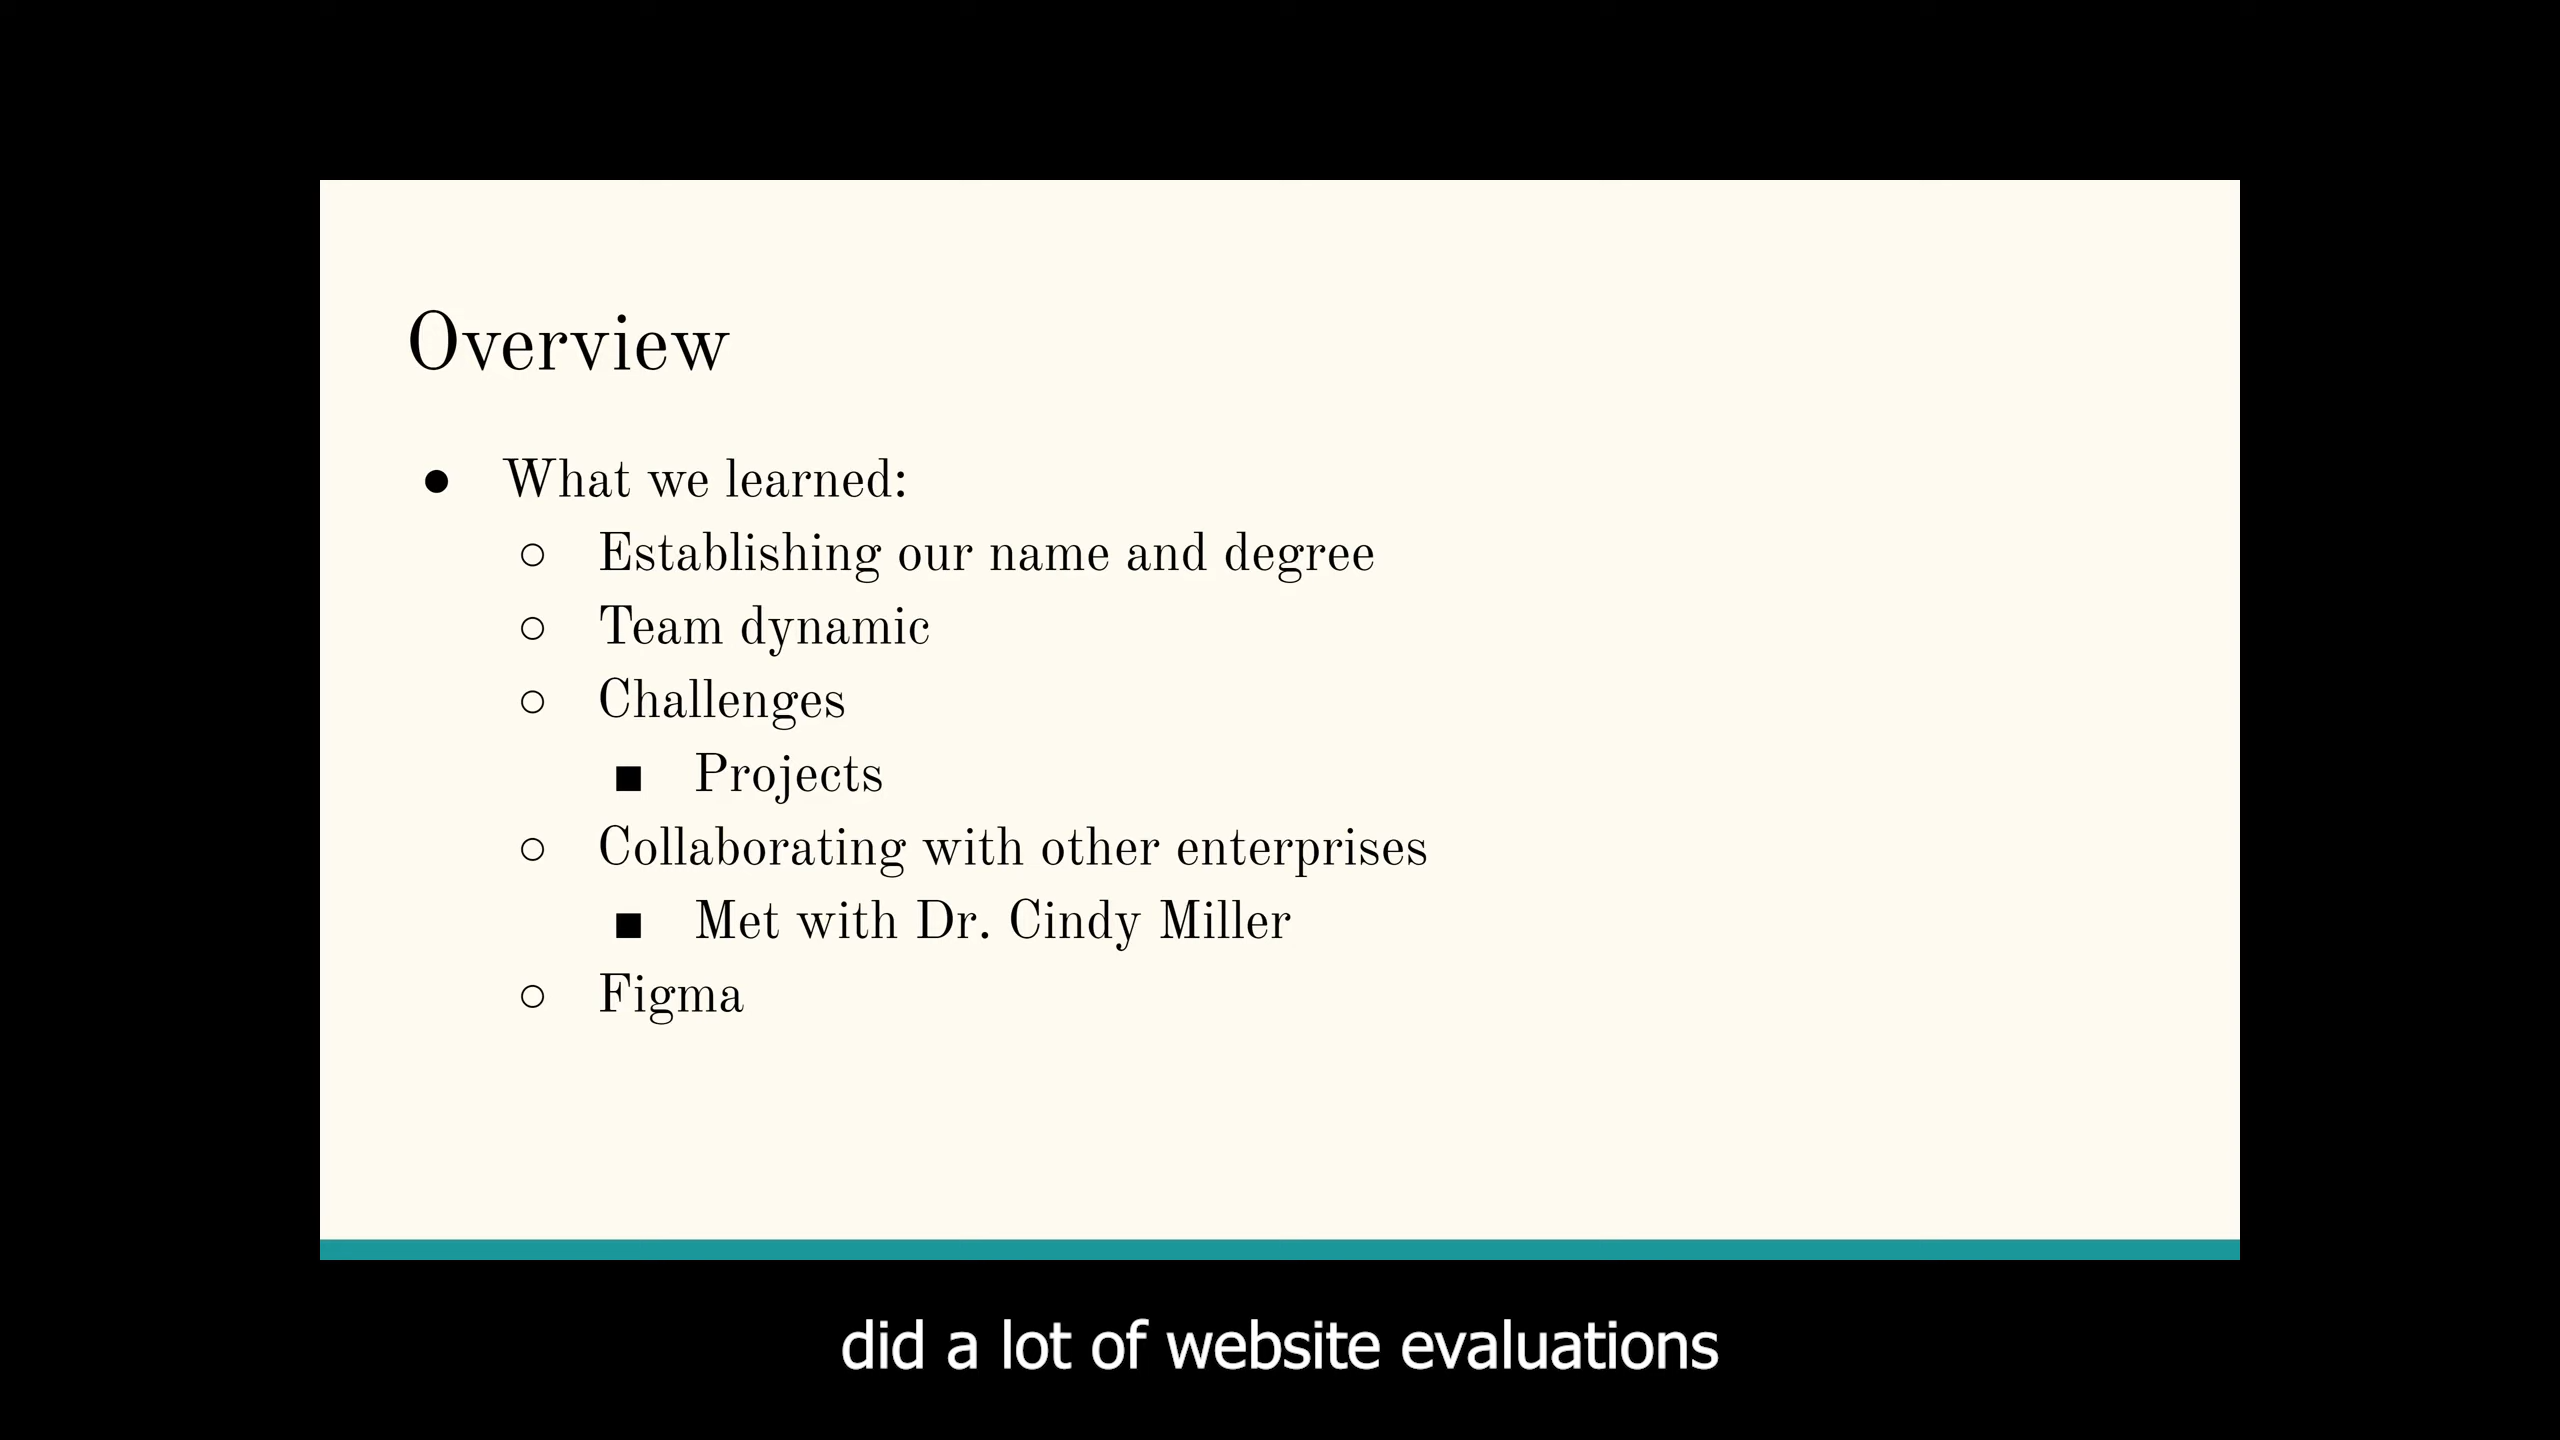 Overview
● What we learned:
○ Establishing our name and degree
○ Team dynamic
○ Challenges
■ Projects
○ Collaborating with other enterprises
■ Met with Dr. Cindy Miller
○ Figma
did a lot of website evaluations